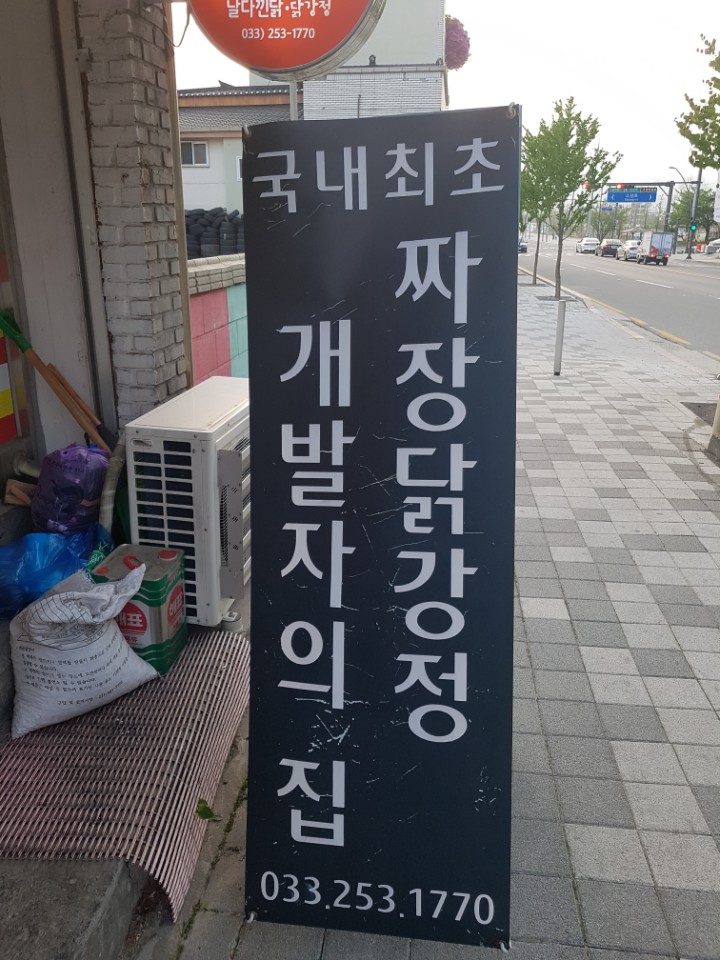 날다낀닭·닭강정
033) 253-1770
국내최초
짜장닭강정
개발자의 집
033.253.1770